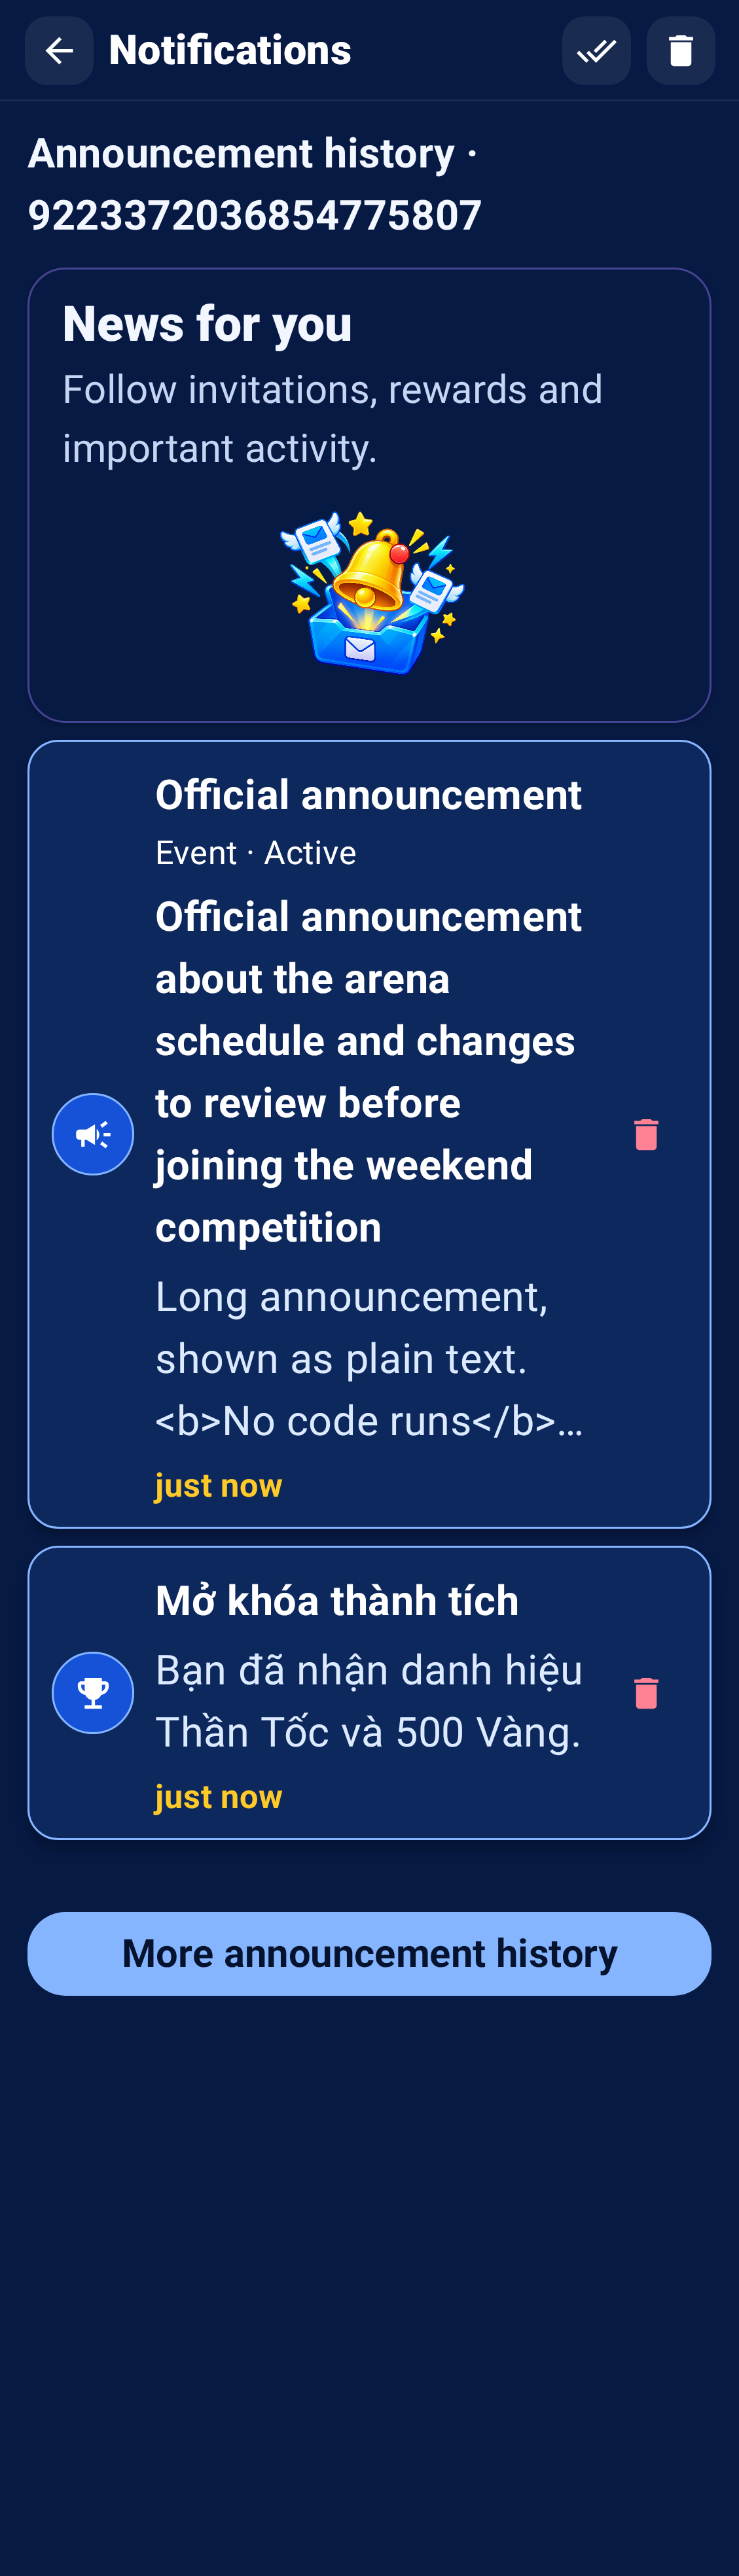 Notifications
Announcement history ·
9223372036854775807
News for you
Follow invitations, rewards and
important activity.
Official announcement
Event · Active
Official announcement
about the arena
schedule and changes
to review before
joining the weekend
competition
Long announcement,
shown as plain text.
<b>No code runs</b>…
just now
Mở khóa thành tích
Bạn đã nhận danh hiệu
Thần Tốc và 500 Vàng.
just now
More announcement history